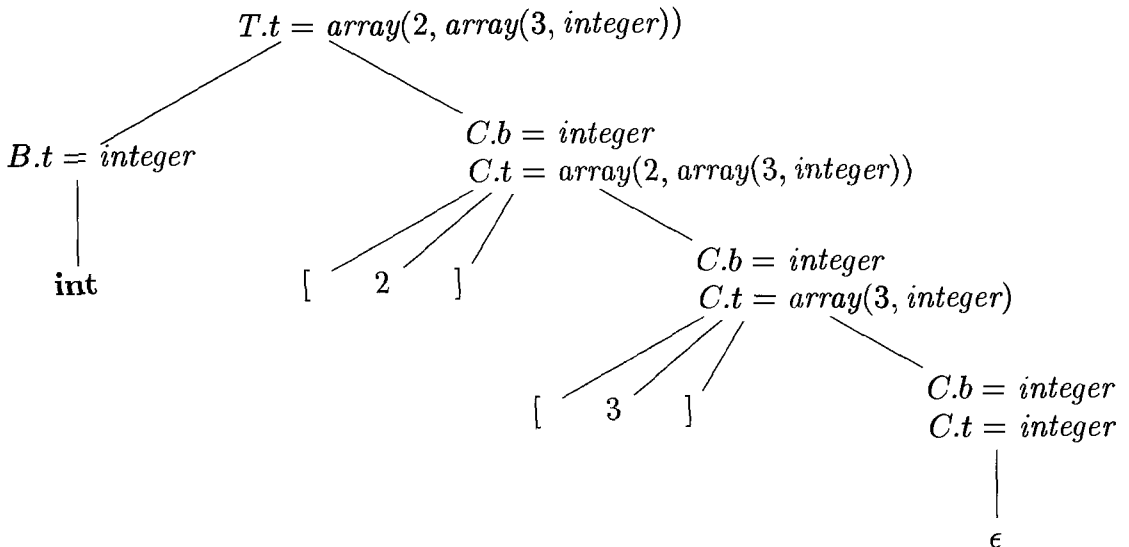 T.t = array(2, array(3, integer))
C.b = integer
B.t = integer
C.t = array(2, array(3, integer))
int
[ 2 ]
C.b = integer
C.t = array(3, integer)
[ 3 ]
C.b = integer
C.t = integer
ϵ